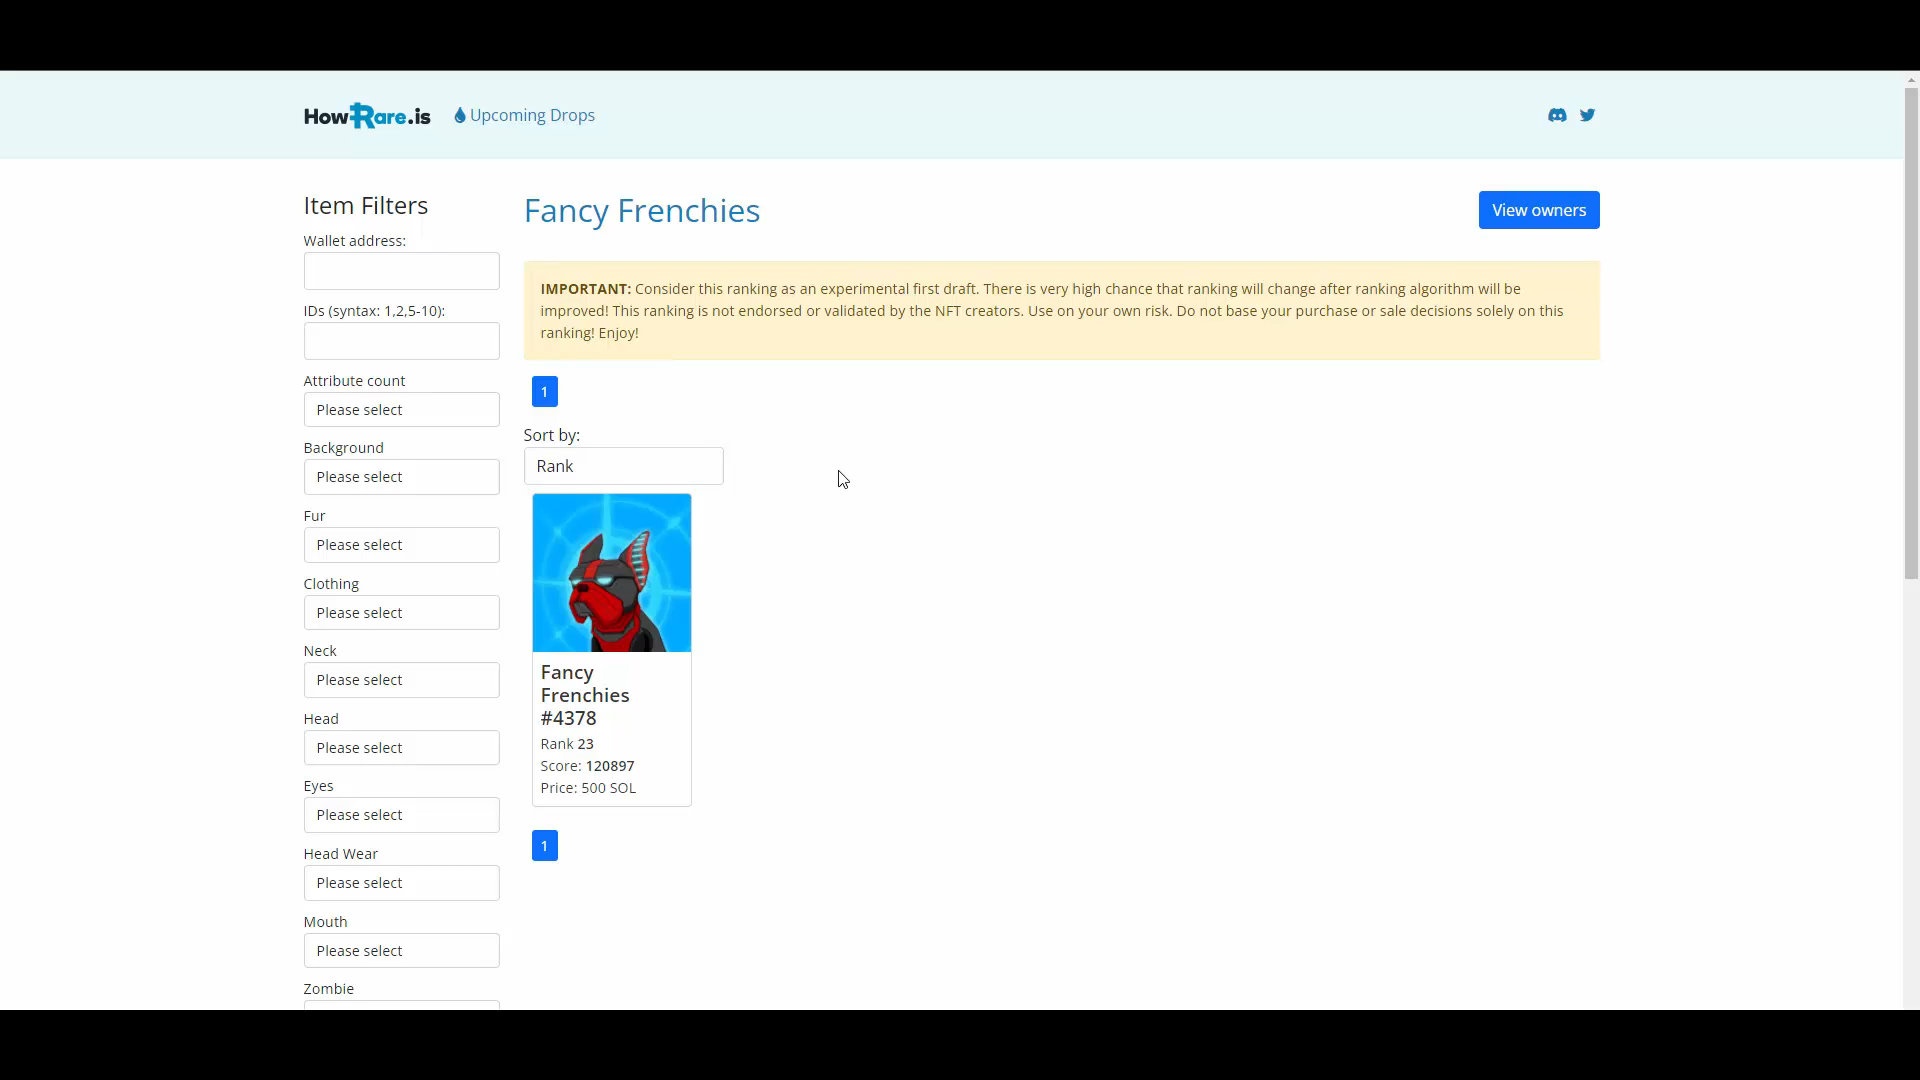 HowRare.is
Upcoming Drops
Item Filters
Wallet address:
IDs (syntax: 1,2,5-10):
Attribute count
Please select
Background
Please select
Fur
Please select
Clothing
Please select
Neck
Please select
Head
Please select
Eyes
Please select
Head Wear
Please select
Mouth
Please select
Zombie
Fancy Frenchies
View owners
IMPORTANT: Consider this ranking as an experimental first draft. There is very high chance that ranking will change after ranking algorithm will be
improved! This ranking is not endorsed or validated by the NFT creators. Use on your own risk. Do not base your purchase or sale decisions solely on this
ranking! Enjoy!
1
Sort by:
Rank
Fancy
Frenchies
#4378
Rank 23
Score: 120897
Price: 500 SOL
1